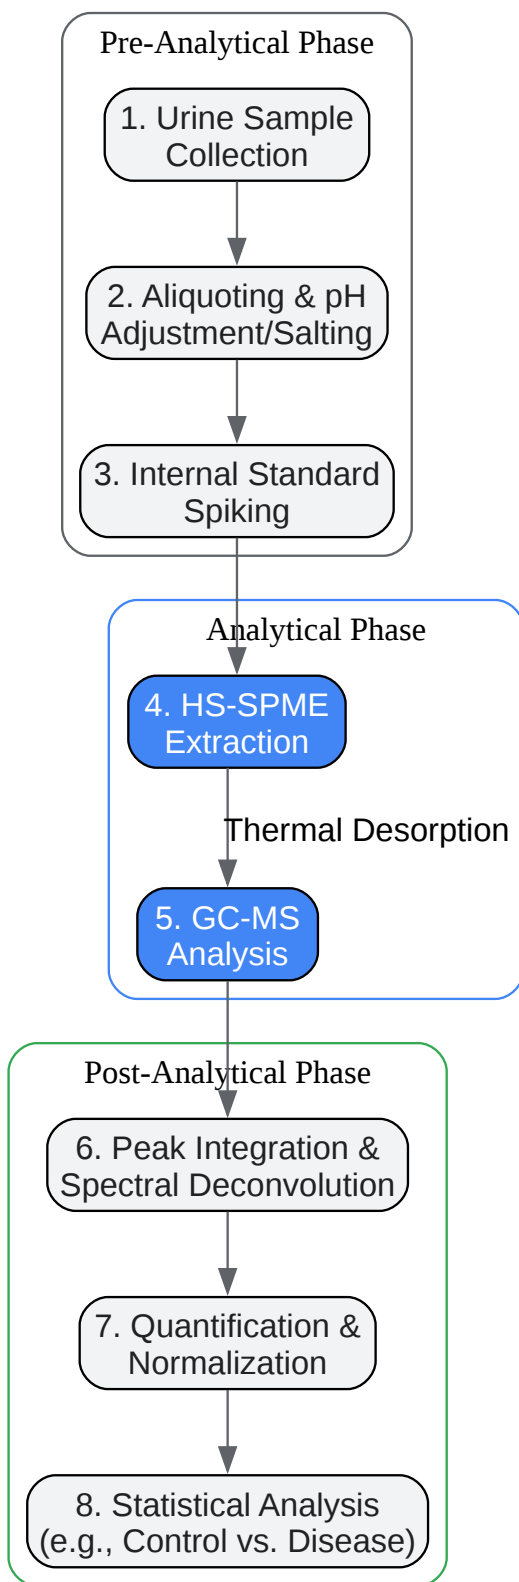 Pre-Analytical Phase
1. Urine Sample
Collection
2. Aliquoting & pH
Adjustment/Salting
3. Internal Standard
Spiking
Analytical Phase
4. HS-SPME
Extraction
Thermal Desorption
5. GC-MS
Analysis
Post-Analytical Phase
6. Peak Integration &
Spectral Deconvolution
7. Quantification &
Normalization
8. Statistical Analysis
(e.g., Control vs. Disease)